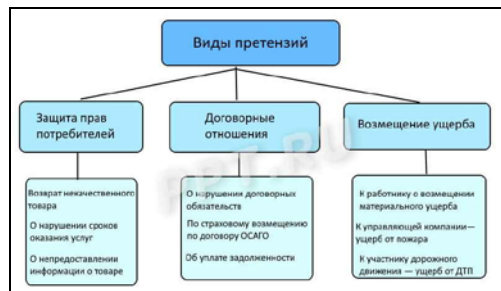 Виды претензий
Защита прав
потребителей
Договорные
отношения
Возмещение ущерба
Возврат некачественного
товара
О нарушении сроков
оказания услуг
О непредоставлении
информации о товаре
О нарушении договорных
обязательств
По страховому возмещению
по договору ОСАГО
Об уплате задолженности
К работнику о возмещении
материального ущерба
К управляющей компании—
ущерб от пожара
К участнику дорожного
движения — ущерб от ДТП
PPT.RU